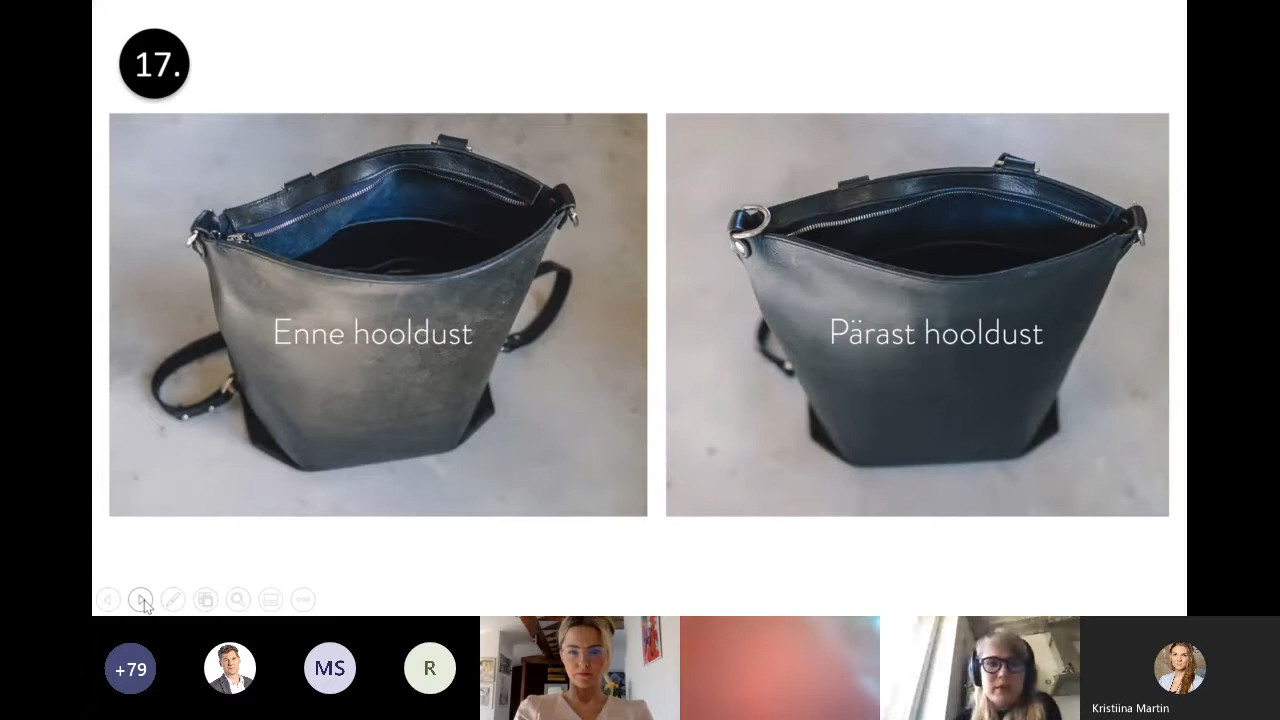 17.
Enne hooldust
Pärast hooldust
+79
MS
R
Kristiina Martin